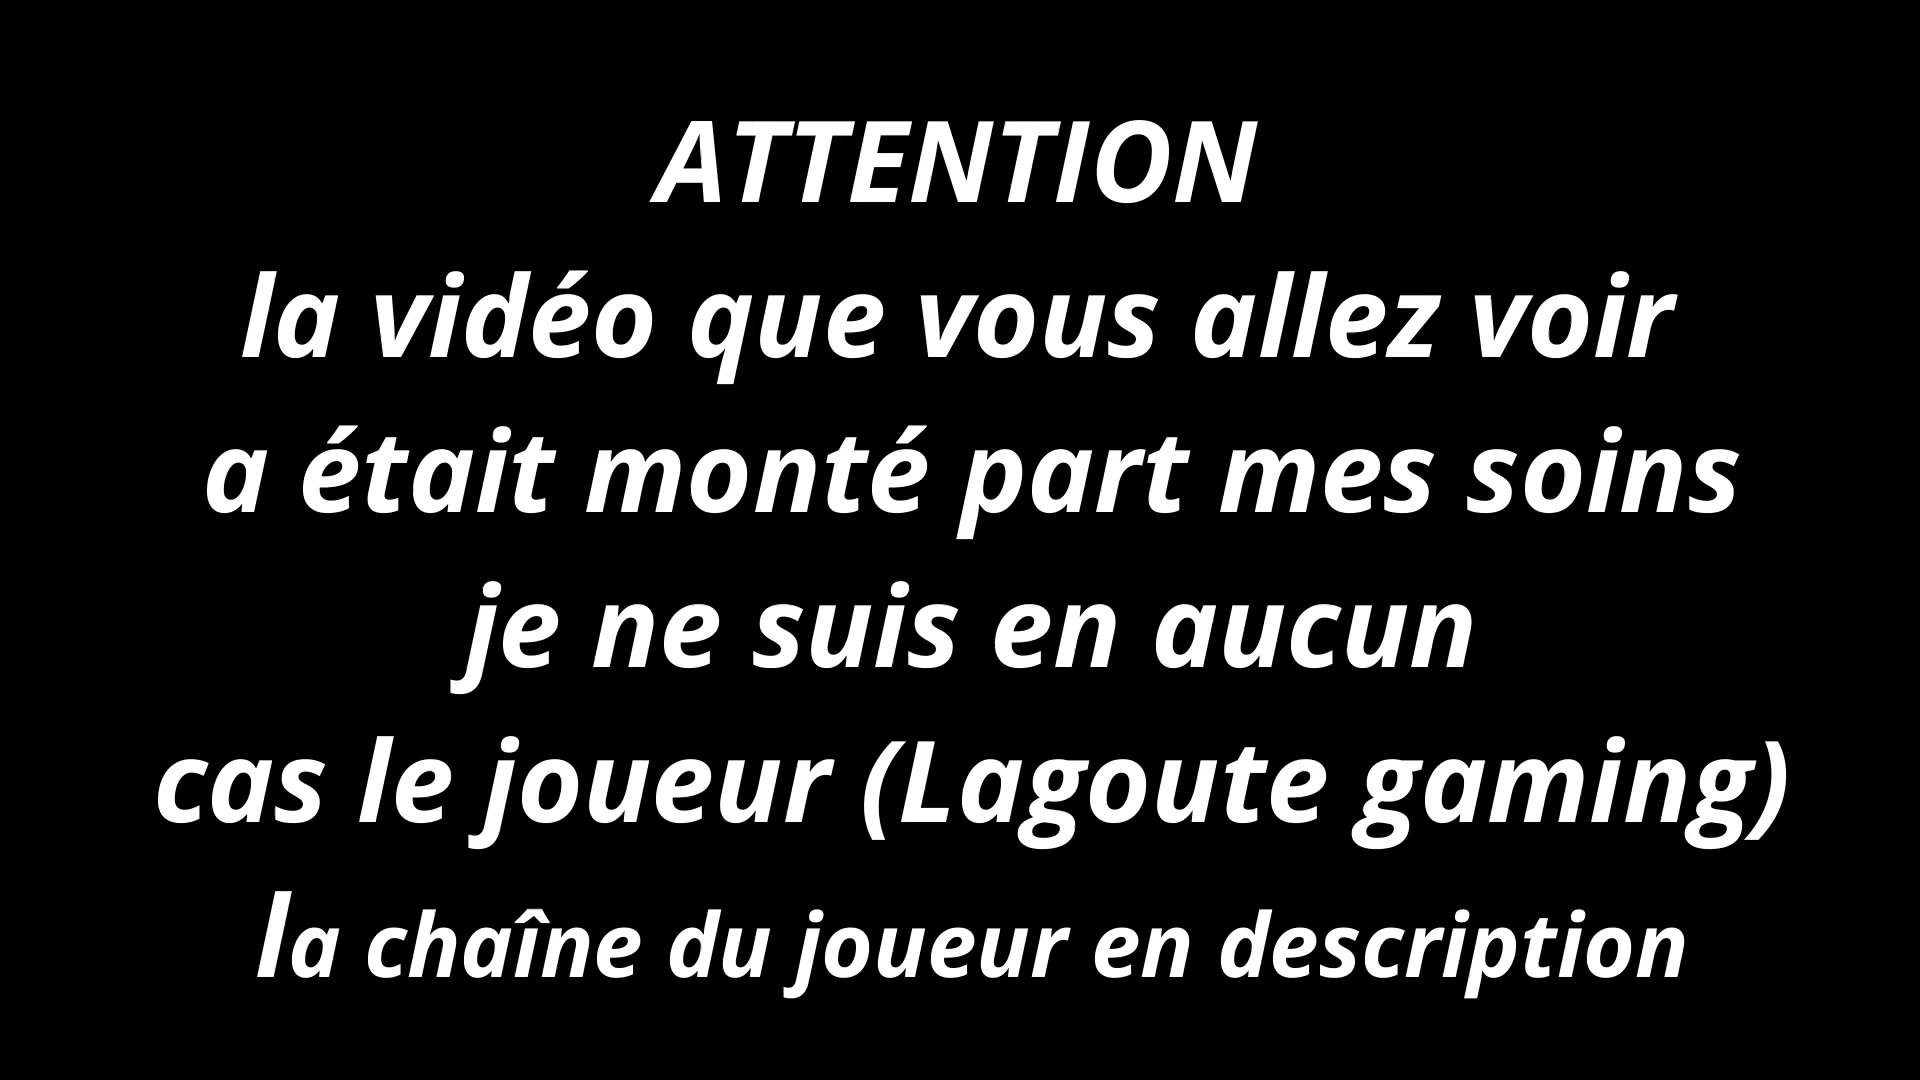 ATTENTION
la vidéo que vous allez voir
a était monté part mes soins
je ne suis en aucun
cas le joueur (Lagoute gaming)
la chaîne du joueur en description